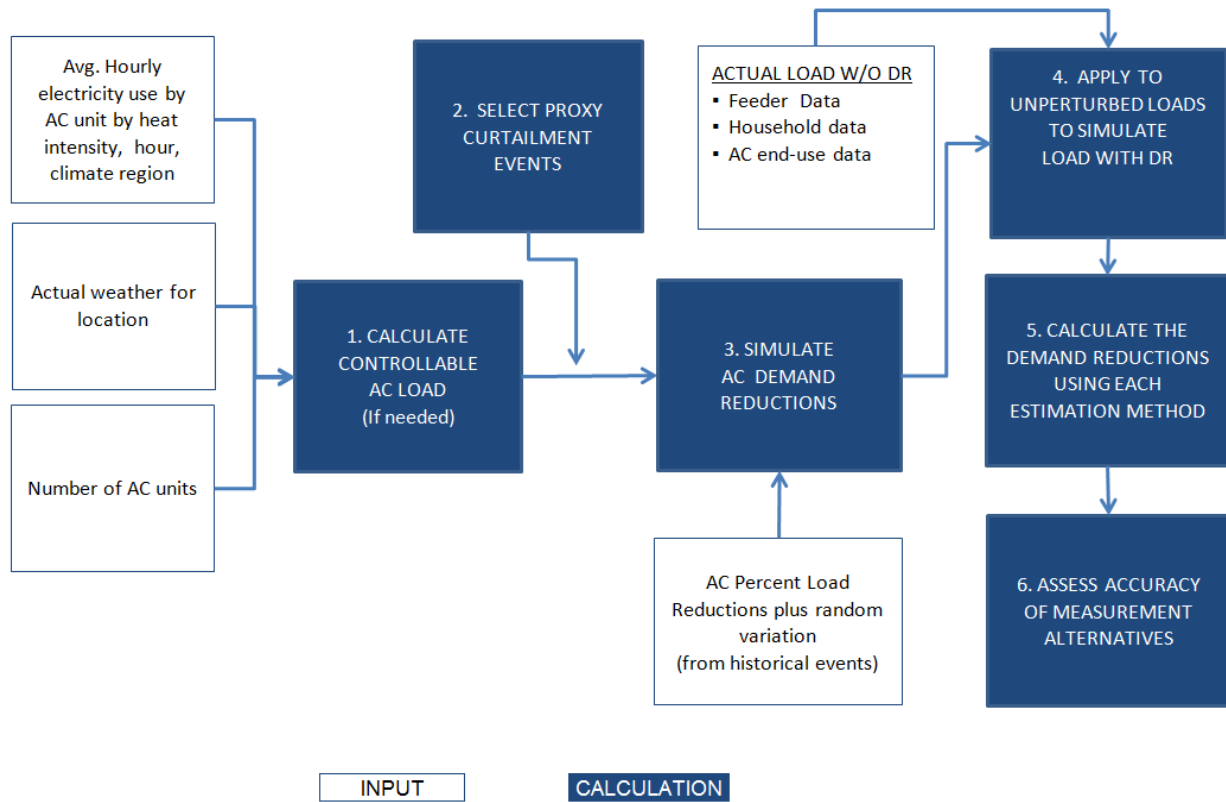 Avg. Hourly
electricity use by
AC unit by heat
intensity, hour,
climate region
Actual weather for
location
Number of AC units
1. CALCULATE
CONTROLLABLE
AC LOAD
(If needed)
2. SELECT PROXY
CURTAILMENT
EVENTS
3. SIMULATE
AC DEMAND
REDUCTIONS
AC Percent Load
Reductions plus random
variation
(from historical events)
ACTUAL LOAD W/O DR
▪ Feeder Data
▪ Household data
▪ AC end-use data
4. APPLY TO
UNPERTURBED LOADS
TO SIMULATE
LOAD WITH DR
5. CALCULATE THE
DEMAND REDUCTIONS
USING EACH
ESTIMATION METHOD
6. ASSESS ACCURACY
OF MEASUREMENT
ALTERNATIVES
INPUT
CALCULATION